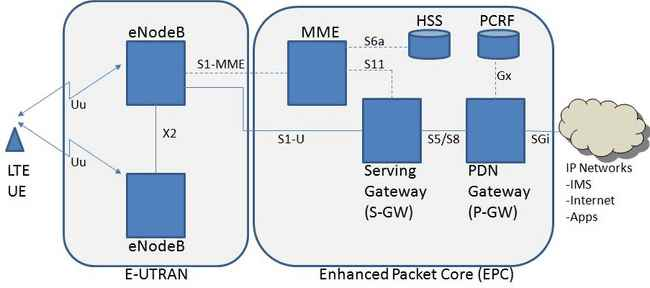 eNodeB
MME
HSS
PCRF
S6a
S1-MME
S11
Gx
Uu
X2
S1-U
S5/S8
SGi
Uu
LTE
UE
Serving
Gateway
(S-GW)
PDN
Gateway
(P-GW)
IP Networks
-IMS
-Internet
-Apps
eNodeB
E-UTRAN
Enhanced Packet Core (EPC)